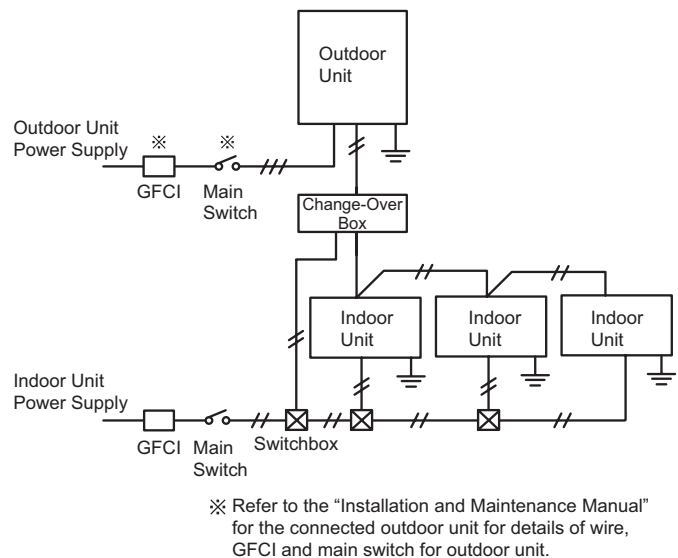 Outdoor
Unit
Outdoor Unit
Power Supply
※
※
GFCI
Main
Switch
Change-Over
Box
Indoor
Unit
Indoor
Unit
Indoor
Unit
Indoor Unit
Power Supply
GFCI
Main
Switch
Switchbox
※ Refer to the “Installation and Maintenance Manual”
for the connected outdoor unit for details of wire,
GFCI and main switch for outdoor unit.